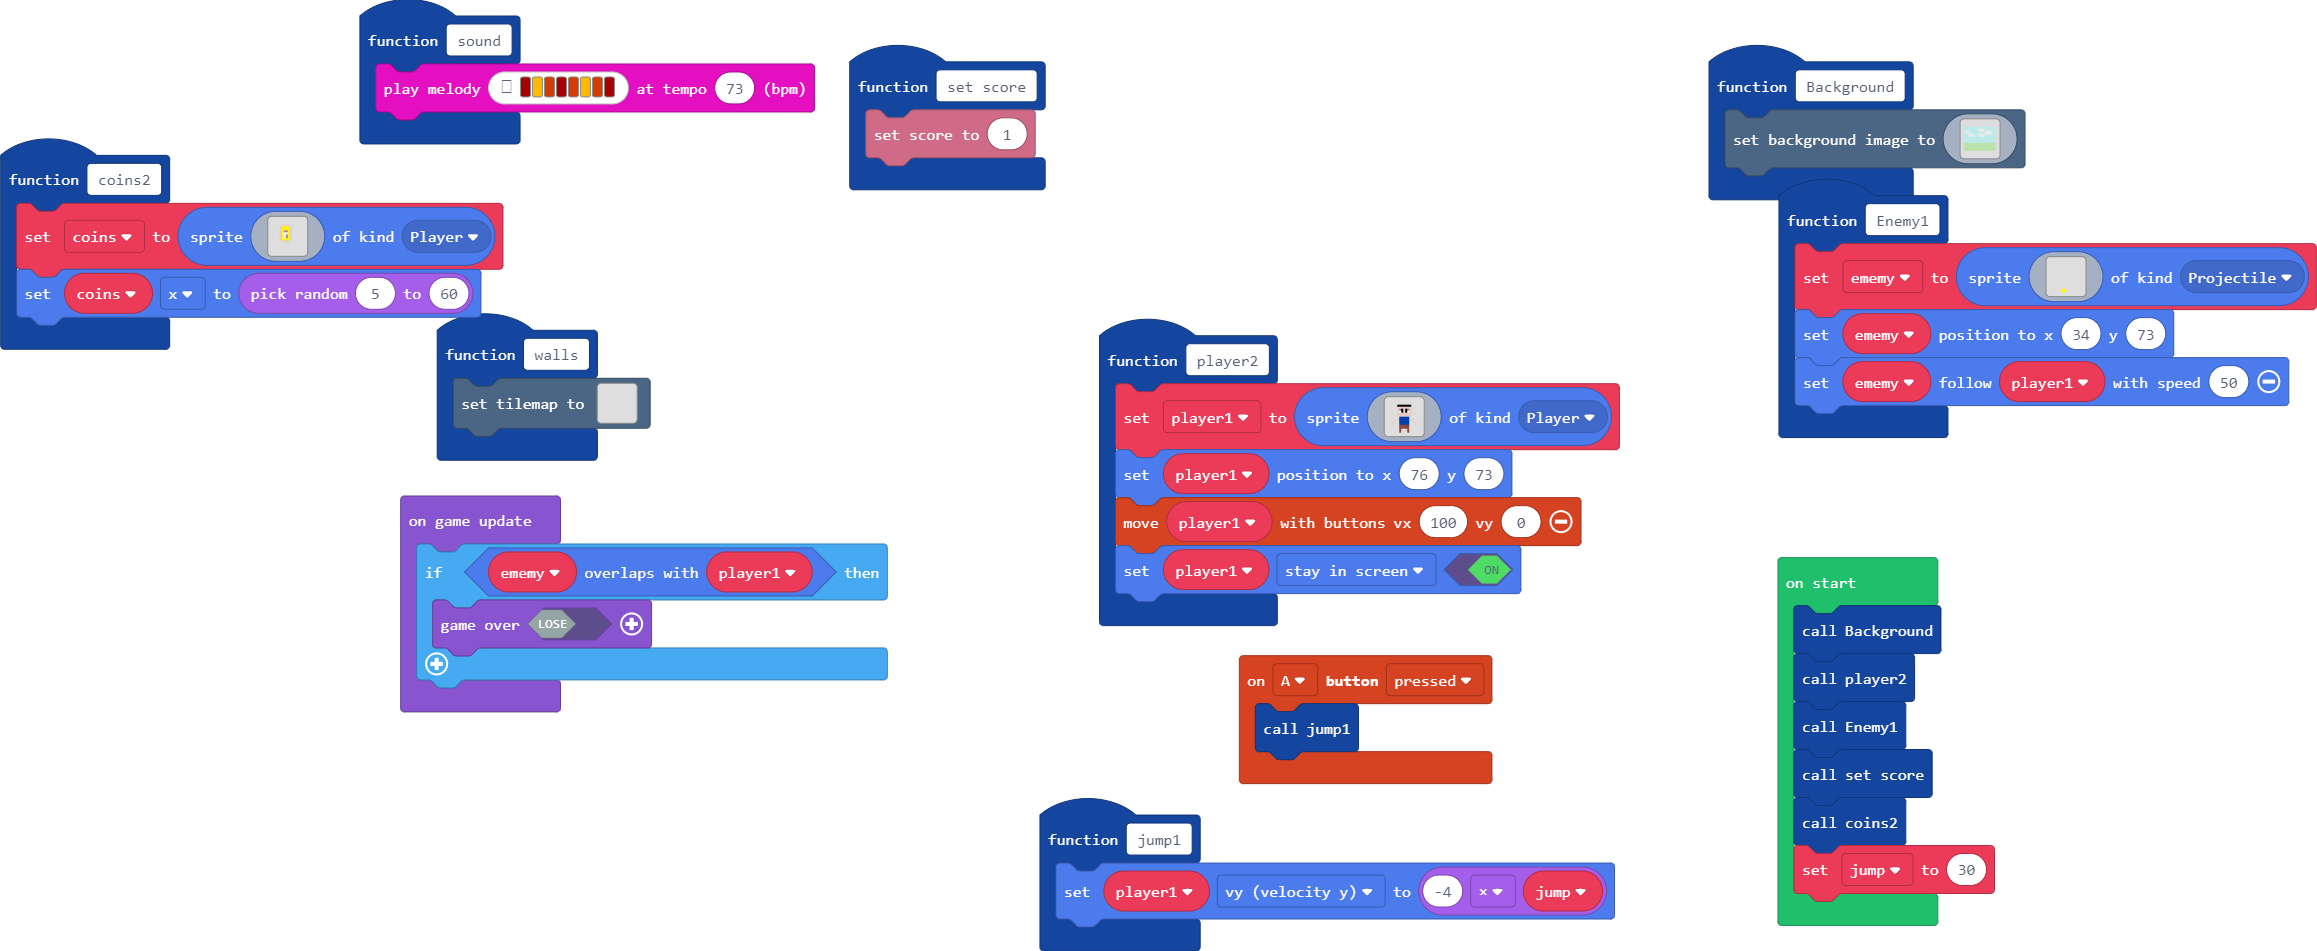 function sound
play melody at tempo 73 (bpm)
function set score
set score to 1
function Background
set background image to
function coins2
set coins to sprite of kind Player
set coins x to pick random 5 to 60
function Enemy1
set ememy to sprite of kind Projectile
set ememy position to x 34 y 73
set ememy follow player1 with speed 50
function walls
set tilemap to
function player2
set player1 to sprite of kind Player
set player1 position to x 76 y 73
move player1 with buttons vx 100 vy 0
set player1 stay in screen ON
on game update
if ememy overlaps with player1 then
game over LOSE
on start
call Background
call player2
call Enemy1
call set score
call coins2
set jump to 30
on A button pressed
call jump1
function jump1
set player1 vy (velocity y) to -4 x jump